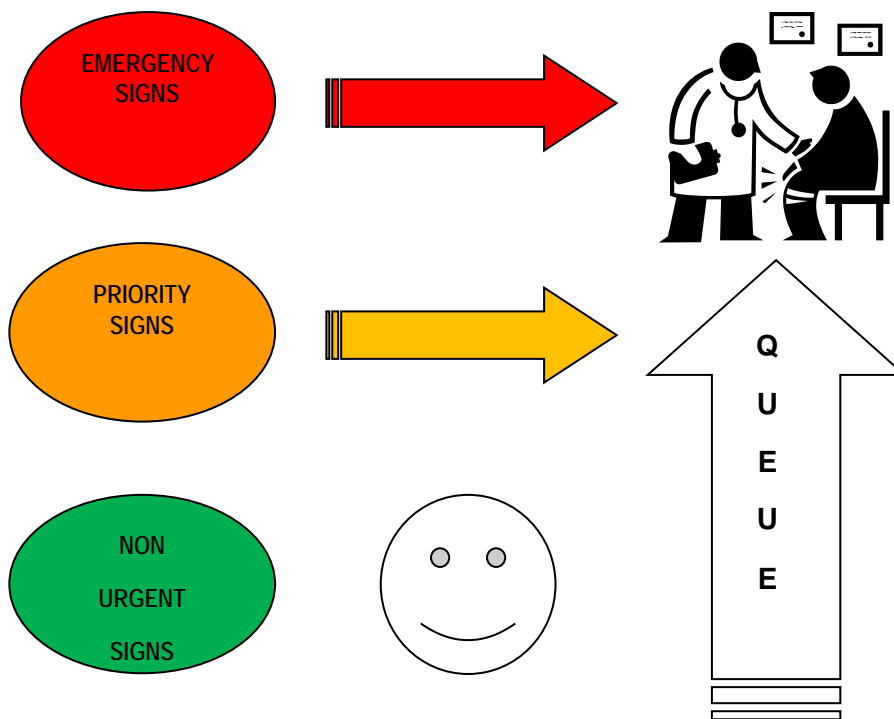 EMERGENCY
SIGNS
PRIORITY
SIGNS
NON
URGENT
SIGNS
Q
U
E
U
E